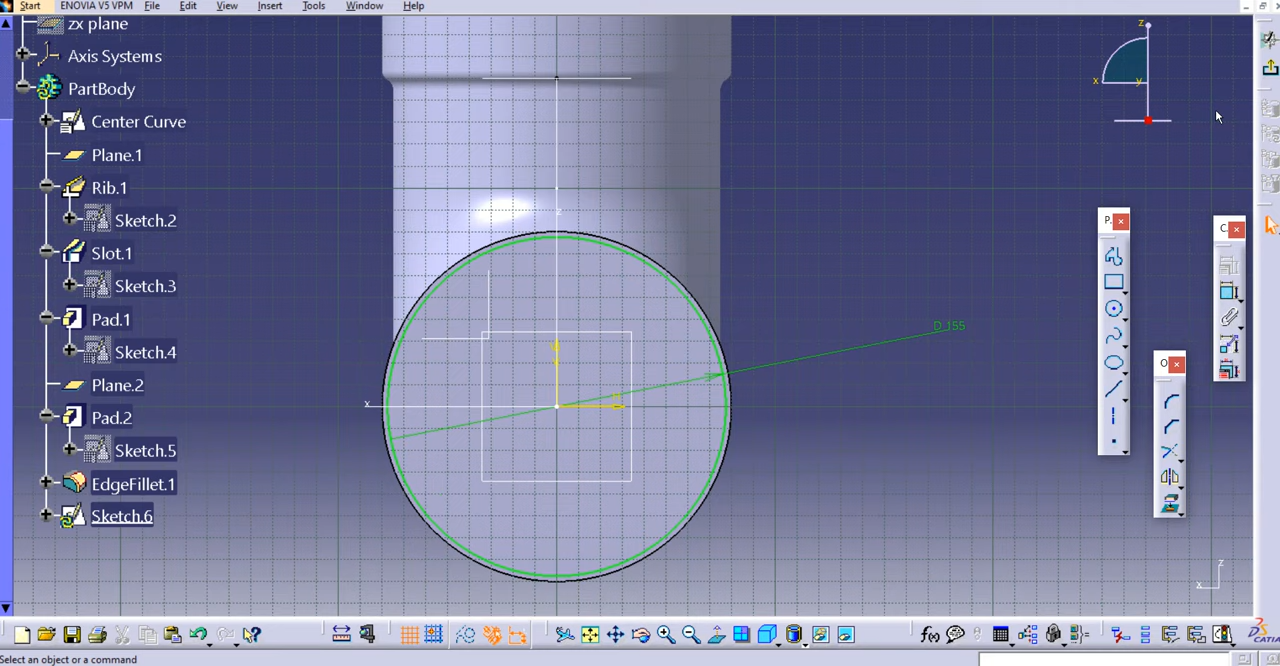 Start ENOVIA V5 VPM File Edit View Insert Tools Window Help
zx plane
Axis Systems
PartBody
Center Curve
Plane.1
Rib.1
Sketch.2
Slot.1
Sketch.3
Pad.1
Sketch.4
Plane.2
Pad.2
Sketch.5
EdgeFillet.1
Sketch.6
D 155
x
z
x
y
P..
C..
O..
z
x
f(x)
CATIA
Select an object or a command